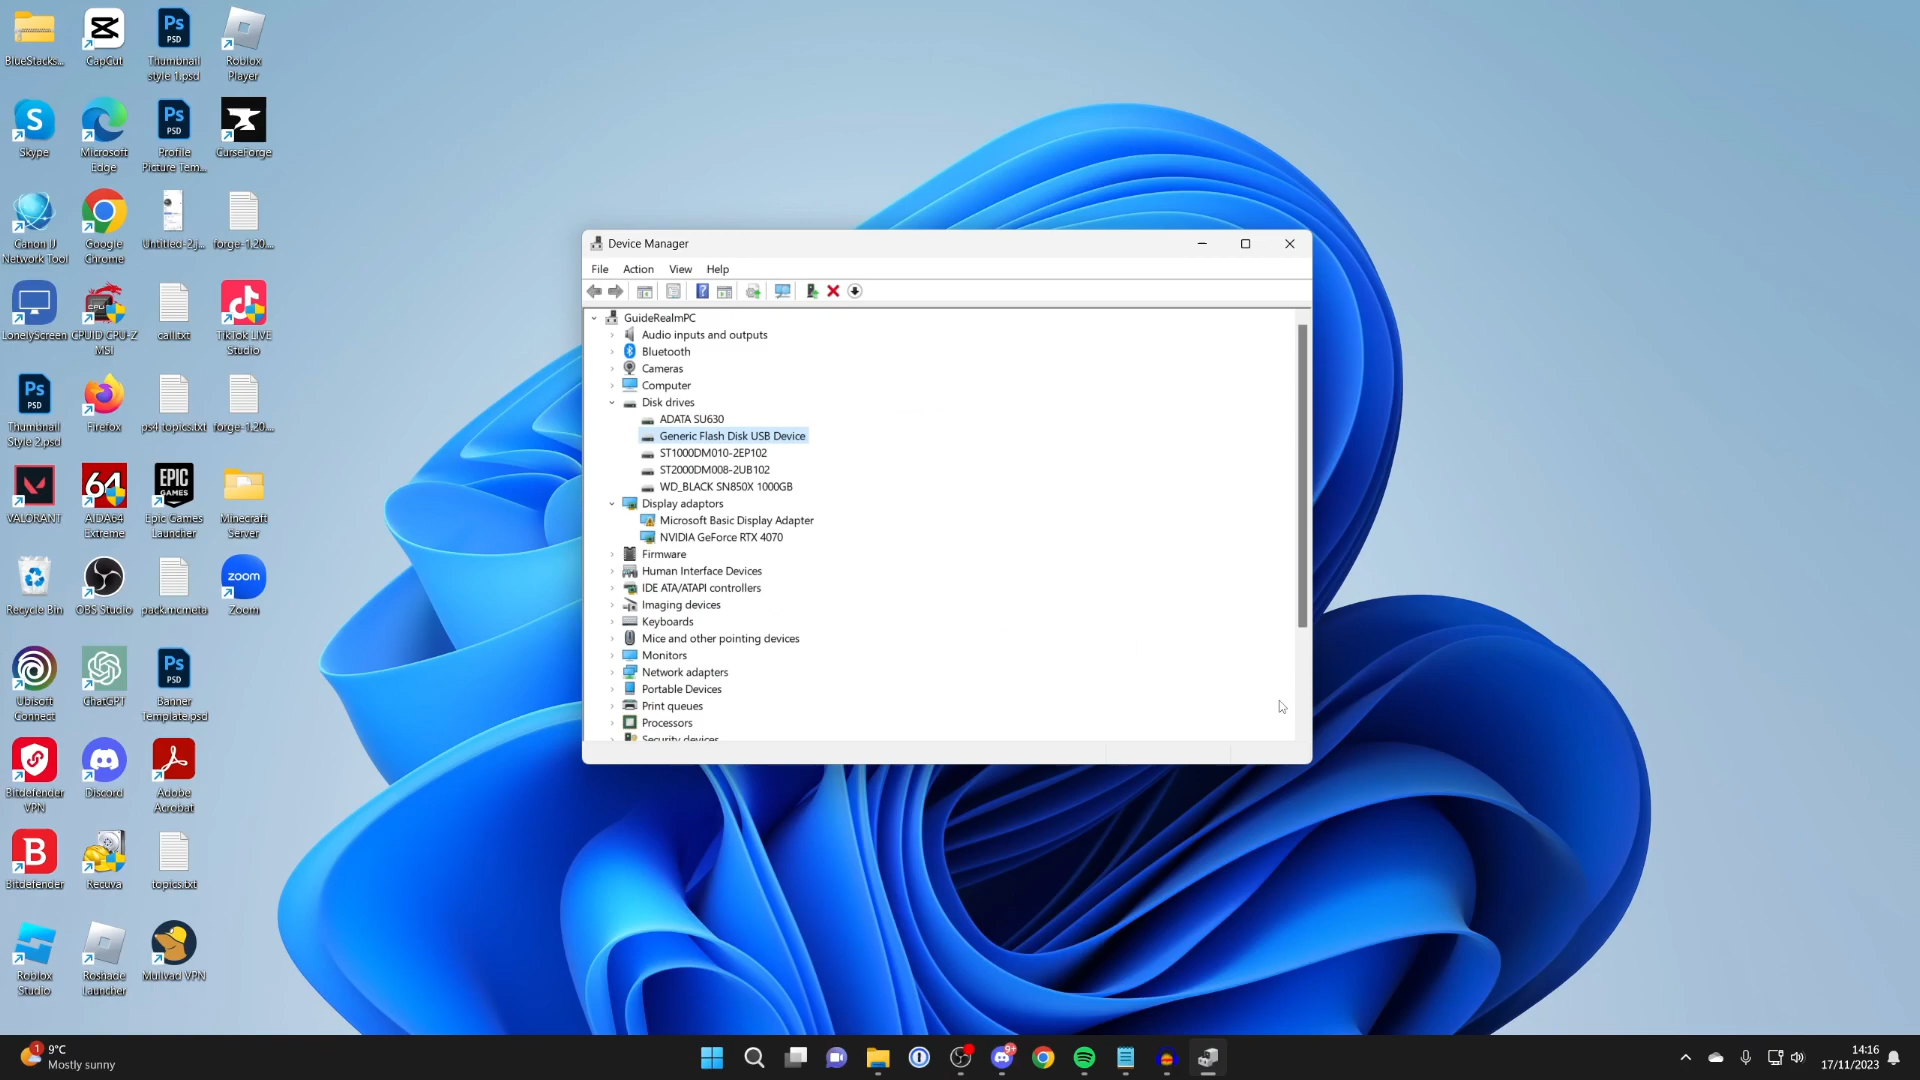 BlueStacks...
CapCut
Thumbnail
style 1.psd
Roblox
Player
Skype
Microsoft
Edge
Profile
Picture Tem...
CurseForge
Canon IJ
Network Tool
Google
Chrome
Untitled-2.j...
forge-1.20...
LonelyScreen
CPUID CPU-Z
MSI
call.txt
TikTok LIVE
Studio
Thumbnail
Style 2.psd
Firefox
ps4 topics.txt
forge-1.20...
VALORANT
AIDA64
Extreme
Epic Games
Launcher
Minecraft
Server
Recycle Bin
OBS Studio
pack.mcmeta
Zoom
Ubisoft
Connect
ChatGPT
Banner
Template.psd
Bitdefender
VPN
Discord
Adobe
Acrobat
Bitdefender
Recuva
topics.txt
Roblox
Studio
Roshade
Launcher
Mullvad VPN
Device Manager
File Action View Help
GuideRealmPC
Audio inputs and outputs
Bluetooth
Cameras
Computer
Disk drives
ADATA SU630
Generic Flash Disk USB Device
ST1000DM010-2EP102
ST2000DM008-2UB102
WD_BLACK SN850X 1000GB
Display adaptors
Microsoft Basic Display Adapter
NVIDIA GeForce RTX 4070
Firmware
Human Interface Devices
IDE ATA/ATAPI controllers
Imaging devices
Keyboards
Mice and other pointing devices
Monitors
Network adapters
Portable Devices
Print queues
Processors
Security devices
1
9°C
Mostly sunny
9+
14:16
17/11/2023